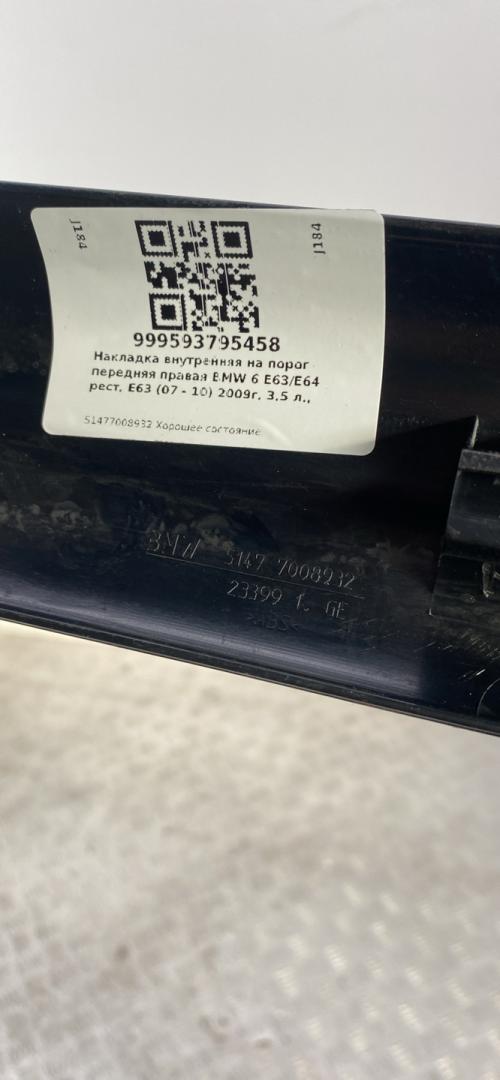 J184
J184
999593795458
Накладка внутренняя на порог
передняя правая BMW 6 E63/E64
рест. E63 (07 - 10) 2009г. 3,5 л.,
51477008932 Хорошее состояние
BMW 5147 7008932
23399 GE
>ABS<